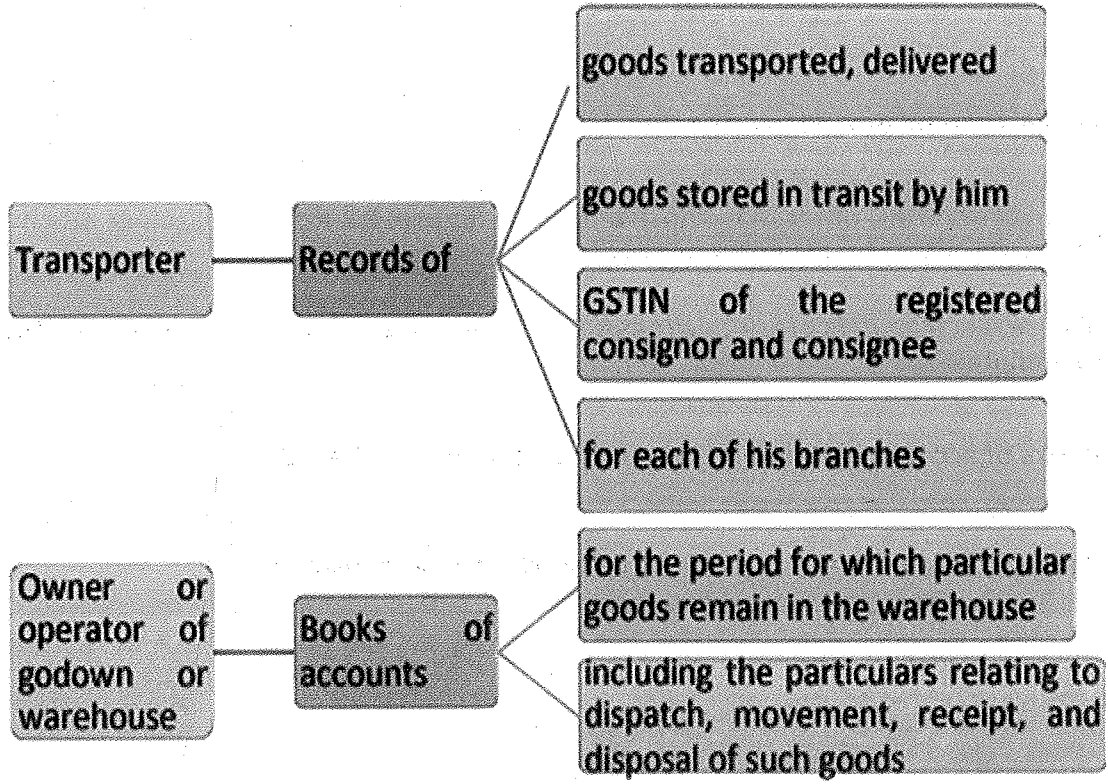 goods transported, delivered
goods stored in transit by him
Transporter
Records of
GSTIN of the registered
consignor and consignee
for each of his branches
Owner or
operator of
godown or
warehouse
Books of
accounts
for the period for which particular
goods remain in the warehouse
including the particulars relating to
dispatch, movement, receipt, and
disposal of such goods